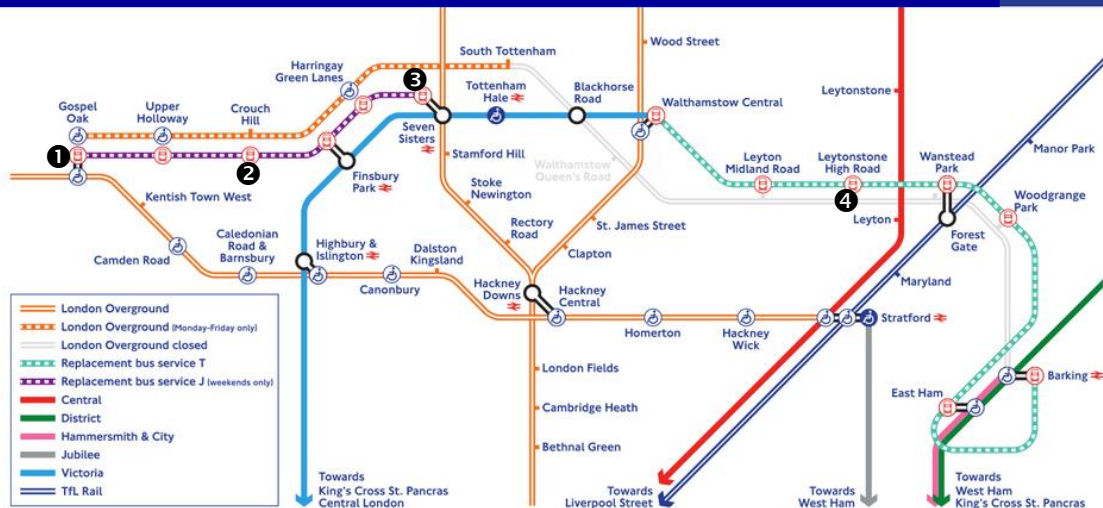 Wood Street
South Tottenham
Harringay
Green Lanes
❸
Tottenham
Hale
Blackhorse
Road
Walthamstow Central
Leytonstone
Gospel
Oak
Upper
Holloway
Crouch
Hill
Seven
Sisters
Manor Park
❶
❷
Finsbury
Park
Stamford Hill
Walthamstow
Queen's Road
Leyton
Midland Road
Leytonstone
High Road
Wanstead
Park
Woodgrange
Park
❹
Kentish Town West
Stoke
Newington
St. James Street
Leyton
Forest
Gate
Camden Road
Caledonian
Road &
Barnsbury
Highbury &
Islington
Dalston
Kingsland
Rectory
Road
Clapton
Canonbury
Hackney
Downs
Hackney
Central
Maryland
Homerton
Hackney
Wick
Stratford
London Overground
London Overground (Monday-Friday only)
London Overground closed
Replacement bus service T
Replacement bus service J (weekends only)
Central
District
Hammersmith & City
Jubilee
Victoria
TfL Rail
London Fields
Cambridge Heath
Bethnal Green
East Ham
Barking
Towards
King's Cross St. Pancras
Central London
Towards
Liverpool Street
Towards
West Ham
Towards
West Ham
King's Cross St. Pancras